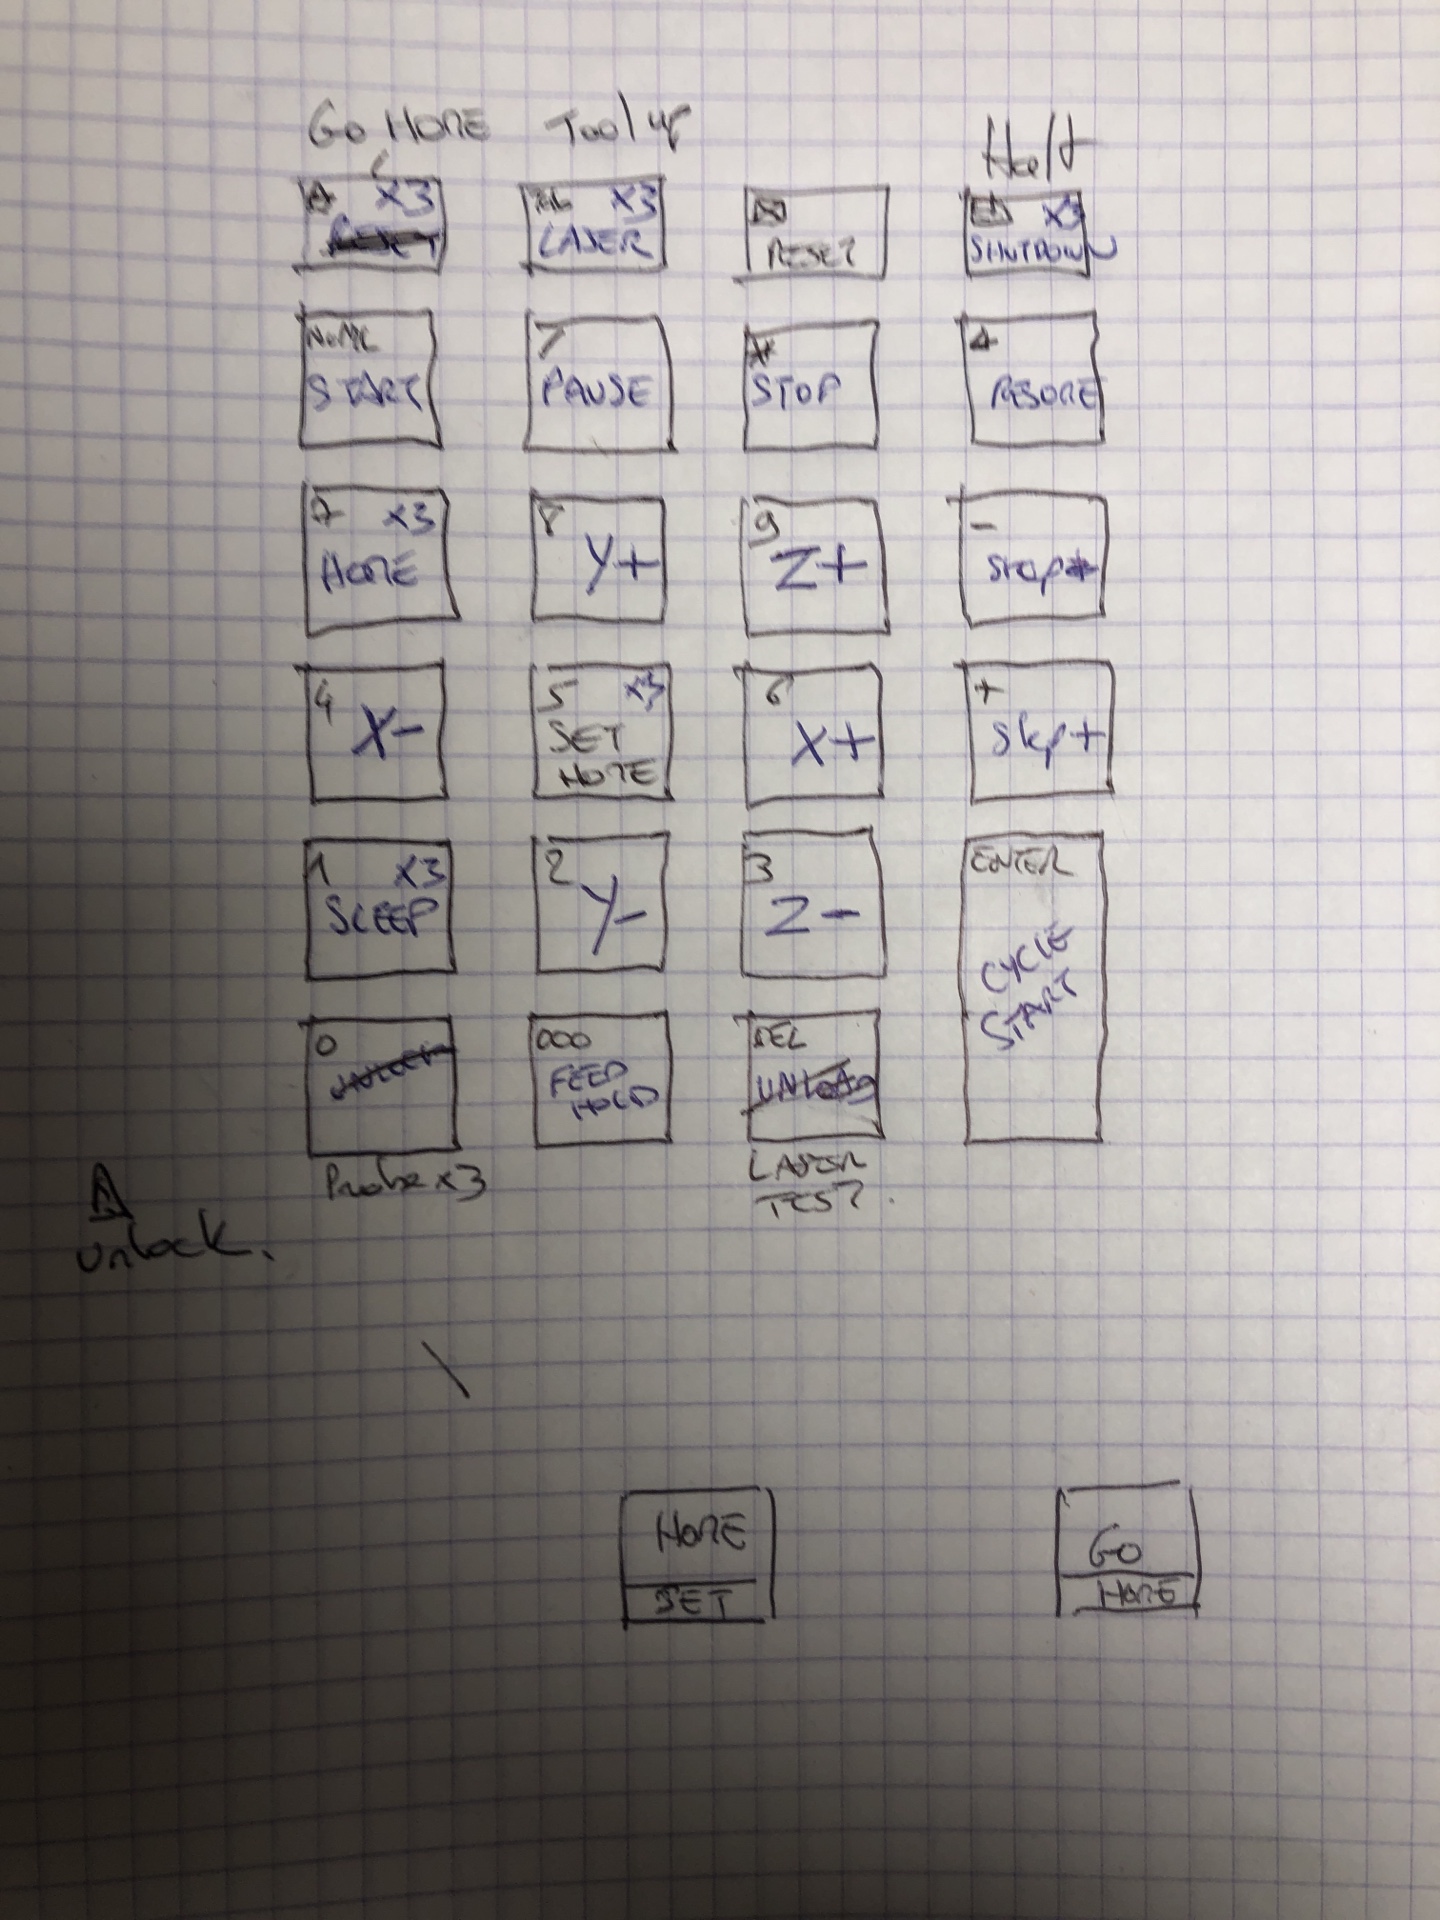 Go HOME Tool up Halt
X3
X3 LASER
RESET
X3 SHUTDOWN
START
/ PAUSE
* STOP
7 X3
HOME
8 Y+
9 Z+
-
4 X-
5 X3
SET
HOME
6 X+
+ Step+
1 X3
SLEEP
2 Y-
3 Z-
ENTER
CYCLE
START
0
000
FEED
HOLD
DEL
Probe x3
LASER
TEST.
Unlock.
HOME
SET
GO
HOME